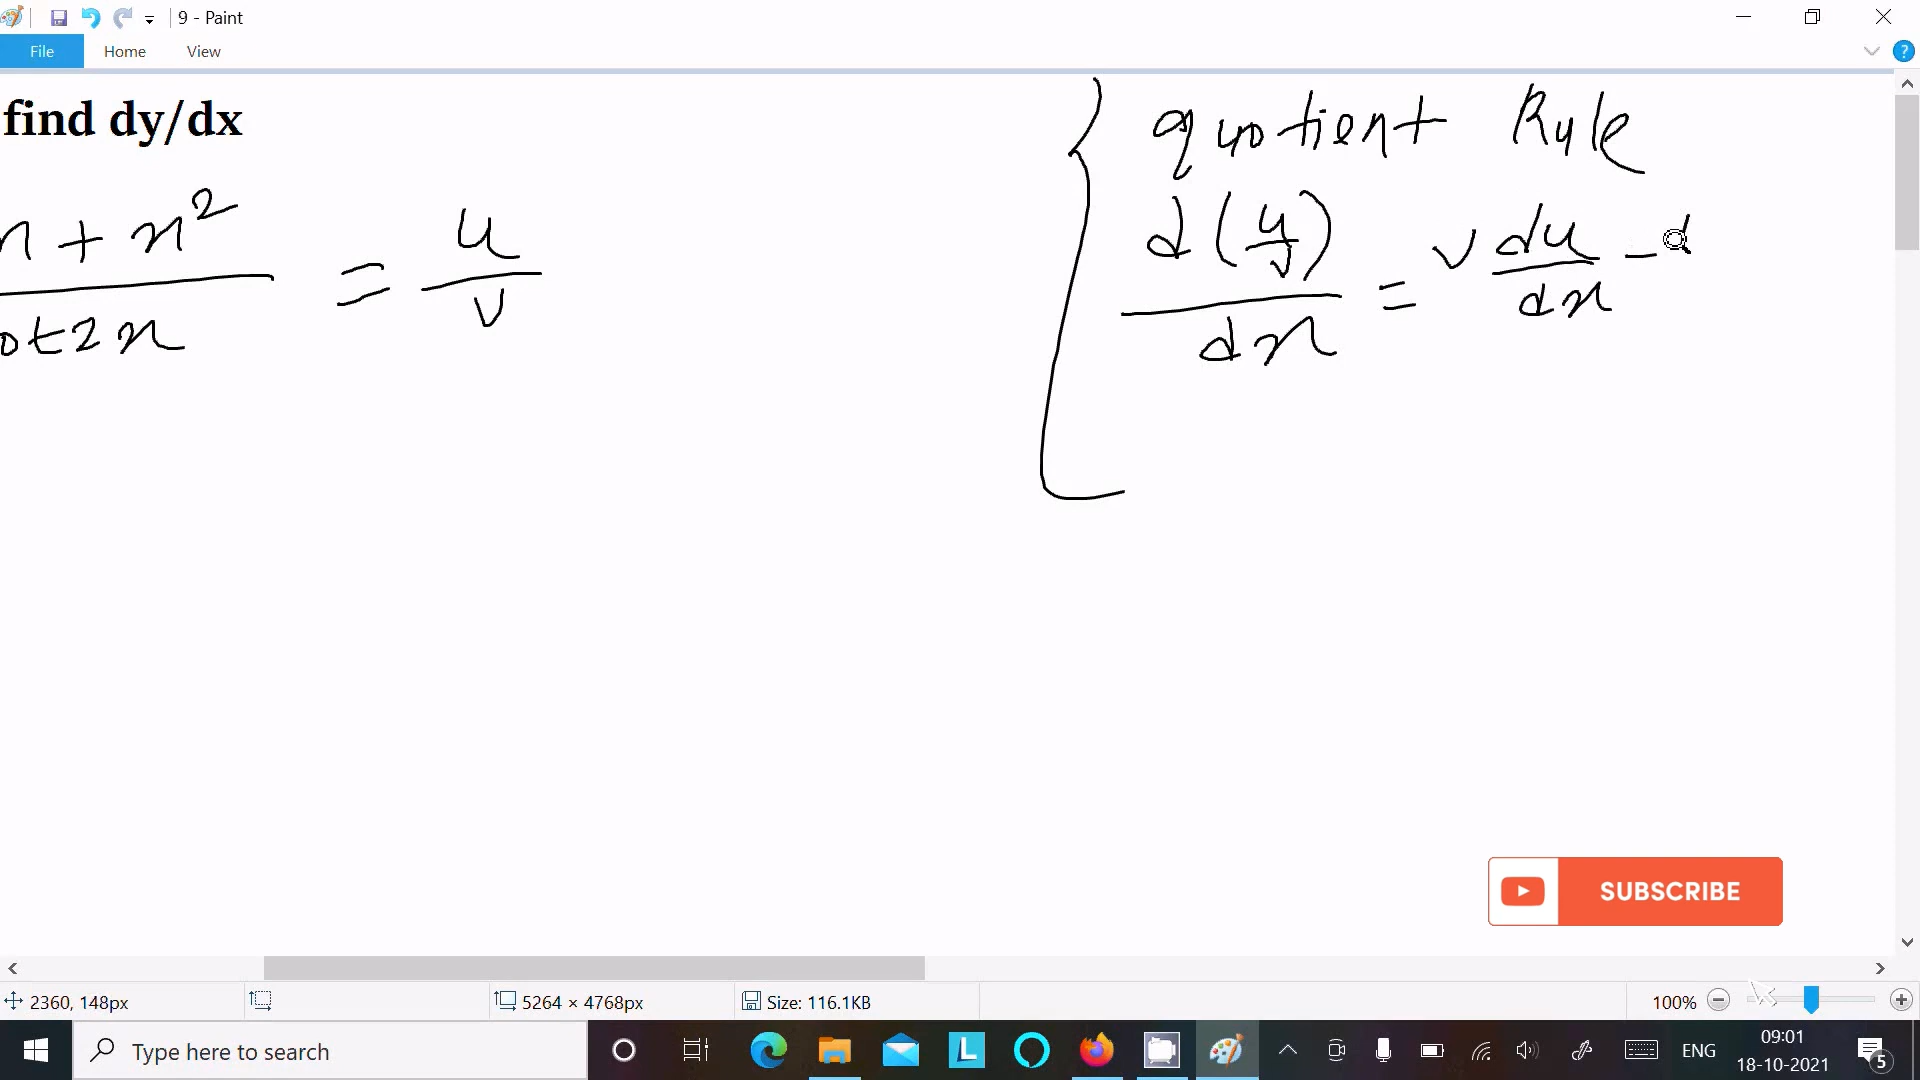 9 - Paint
File Home View
find dy/dx
n + x² / ot2x = u/v
quotient Rule
d(u/v)/dx = v du/dx - d
SUBSCRIBE
2360, 148px
5264 × 4768px
Size: 116.1KB
100%
Type here to search
ENG
09:01
18-10-2021
5